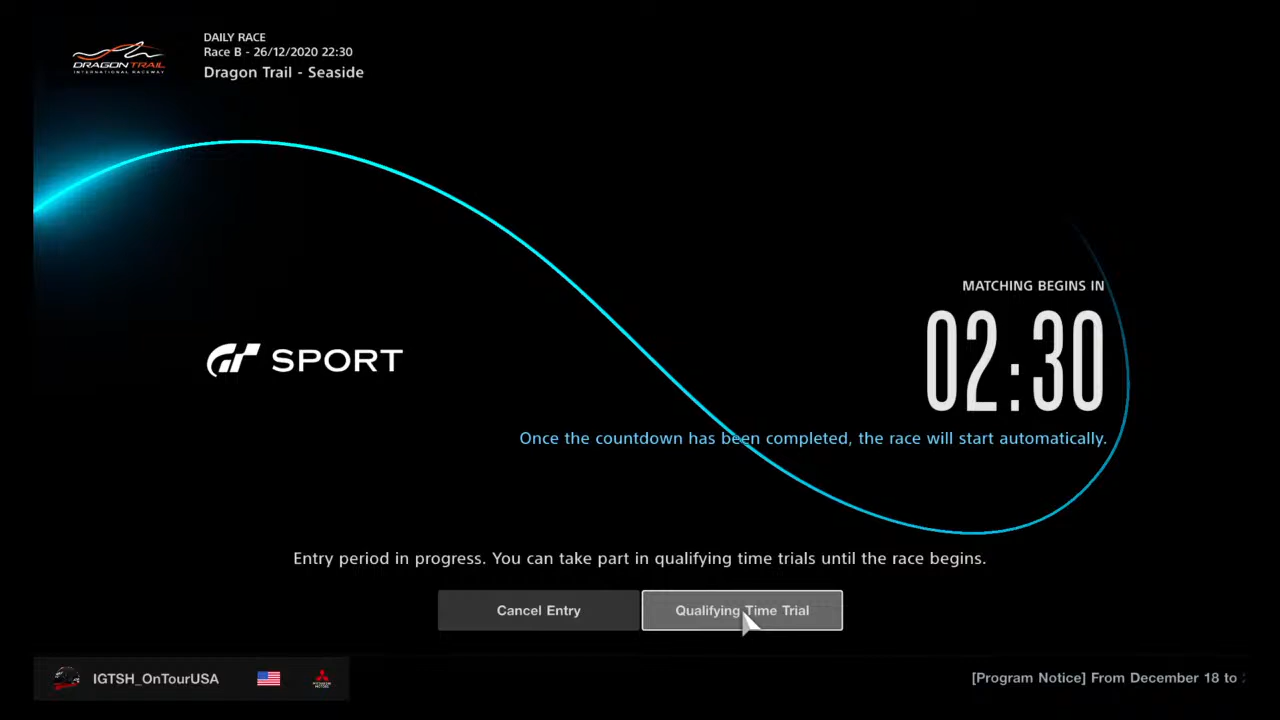 DAILY RACE
Race B - 26/12/2020 22:30
Dragon Trail - Seaside
DRAGON TRAIL
INTERNATIONAL RACEWAY
MATCHING BEGINS IN
02:30
GT SPORT
Once the countdown has been completed, the race will start automatically.
Entry period in progress. You can take part in qualifying time trials until the race begins.
Cancel Entry
Qualifying Time Trial
IGTSH_OnTourUSA
MITSUBISHI MOTORS
[Program Notice] From December 18 to